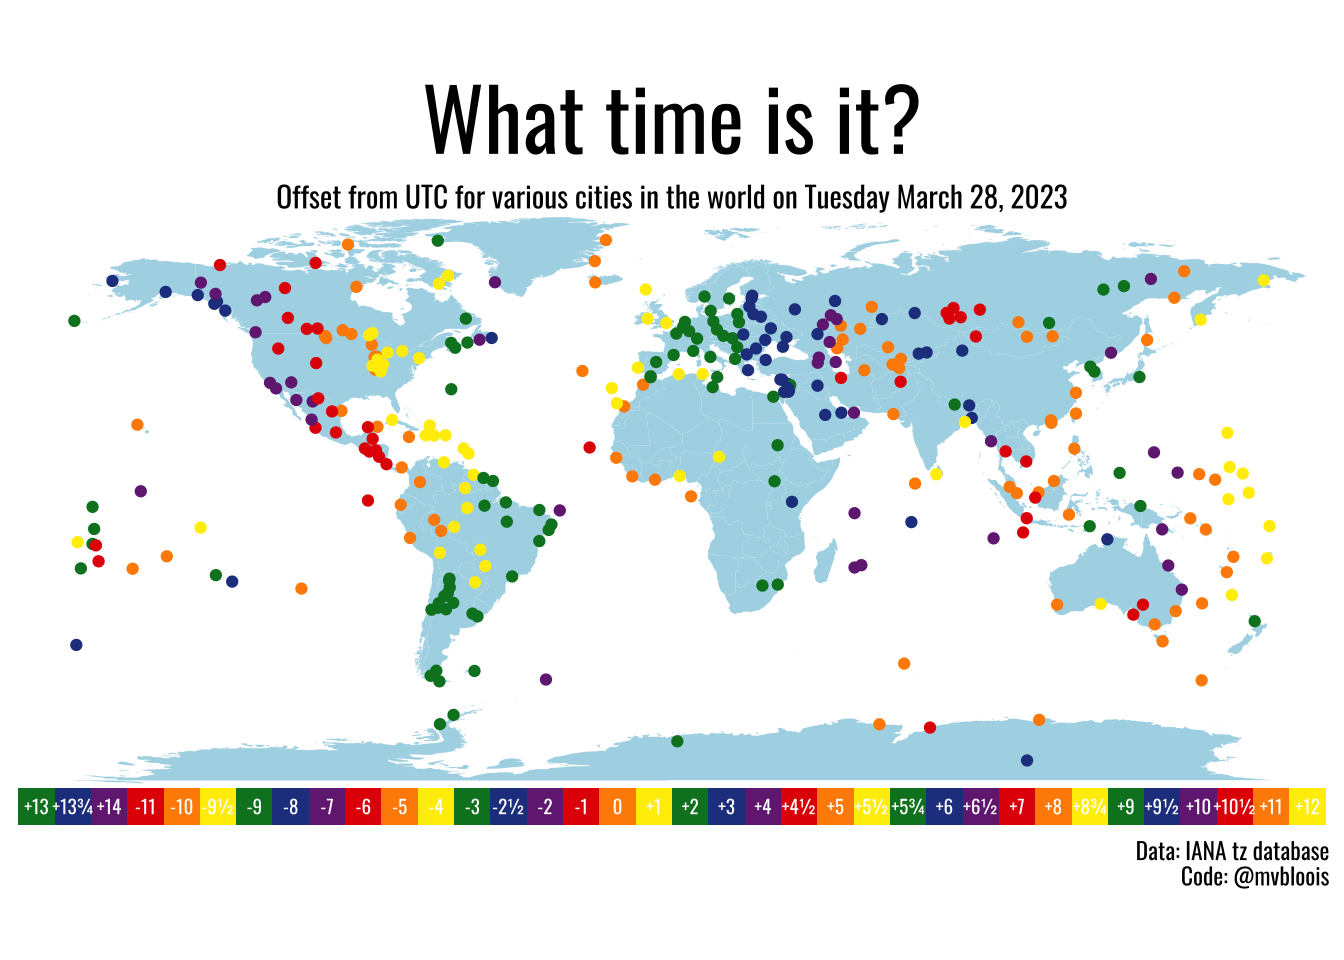 What time is it?
Offset from UTC for various cities in the world on Tuesday March 28, 2023
+13 +13¾ +14 -11 -10 -9½ -9 -8 -7 -6 -5 -4 -3 -2½ -2 -1 0 +1 +2 +3 +4 +4½ +5 +5½ +5¾ +6 +6½ +7 +8 +8¾ +9 +9½ +10 +10½ +11 +12
Data: IANA tz database
Code: @mvbloois